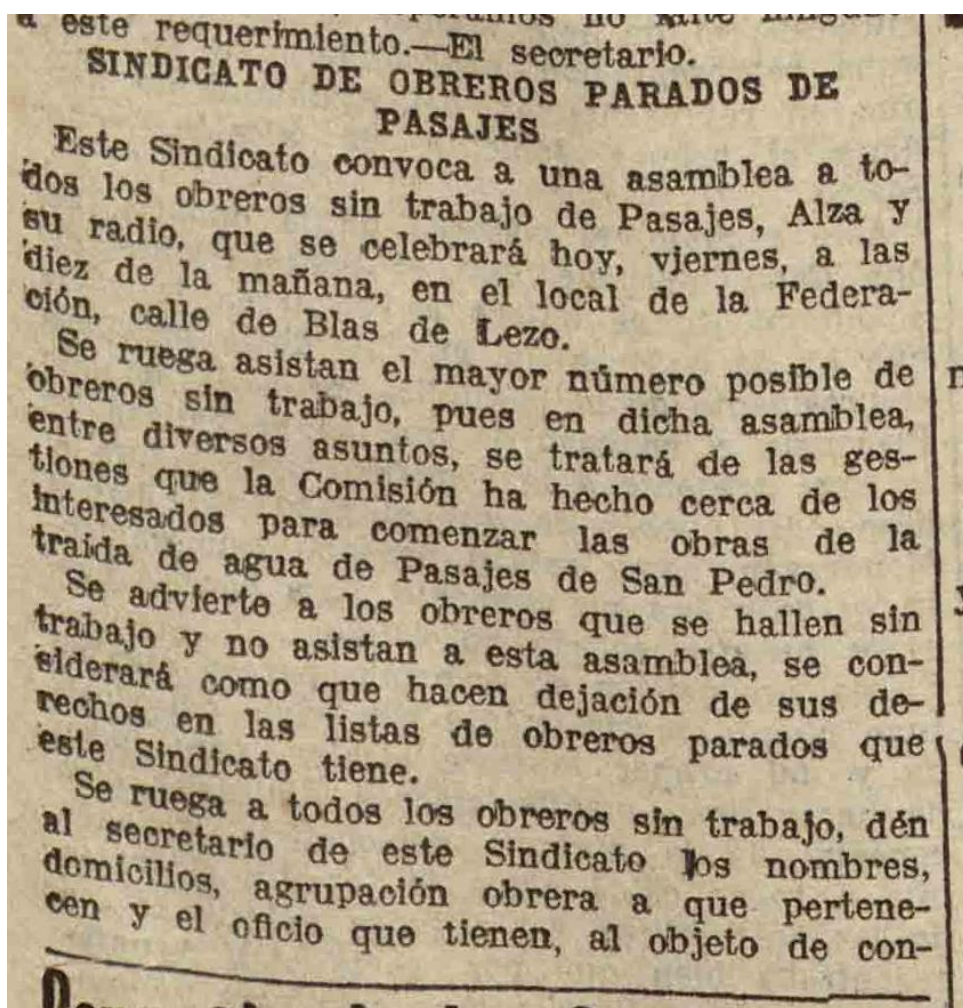 a este requerimiento.—El secretario.
SINDICATO DE OBREROS PARADOS DE
PASAJES
Este Sindicato convoca a una asamblea a to-
dos los obreros sin trabajo de Pasajes, Alza y
su radio, que se celebrará hoy, viernes, a las
diez de la mañana, en el local de la Federa-
ción, calle de Blas de Lezo.
Se ruega asistan el mayor número posible de
obreros sin trabajo, pues en dicha asamblea,
entre diversos asuntos, se tratará de las ges-
tiones que la Comisión ha hecho cerca de los
interesados para comenzar las obras de la
traída de agua de Pasajes de San Pedro.
Se advierte a los obreros que se hallen sin
trabajo y no asistan a esta asamblea, se con-
siderará como que hacen dejación de sus de-
rechos en las listas de obreros parados que
este Sindicato tiene.
Se ruega a todos los obreros sin trabajo, dén
al secretario de este Sindicato los nombres,
domicilios, agrupación obrera a que pertene-
cen y el oficio que tienen, al objeto de con-